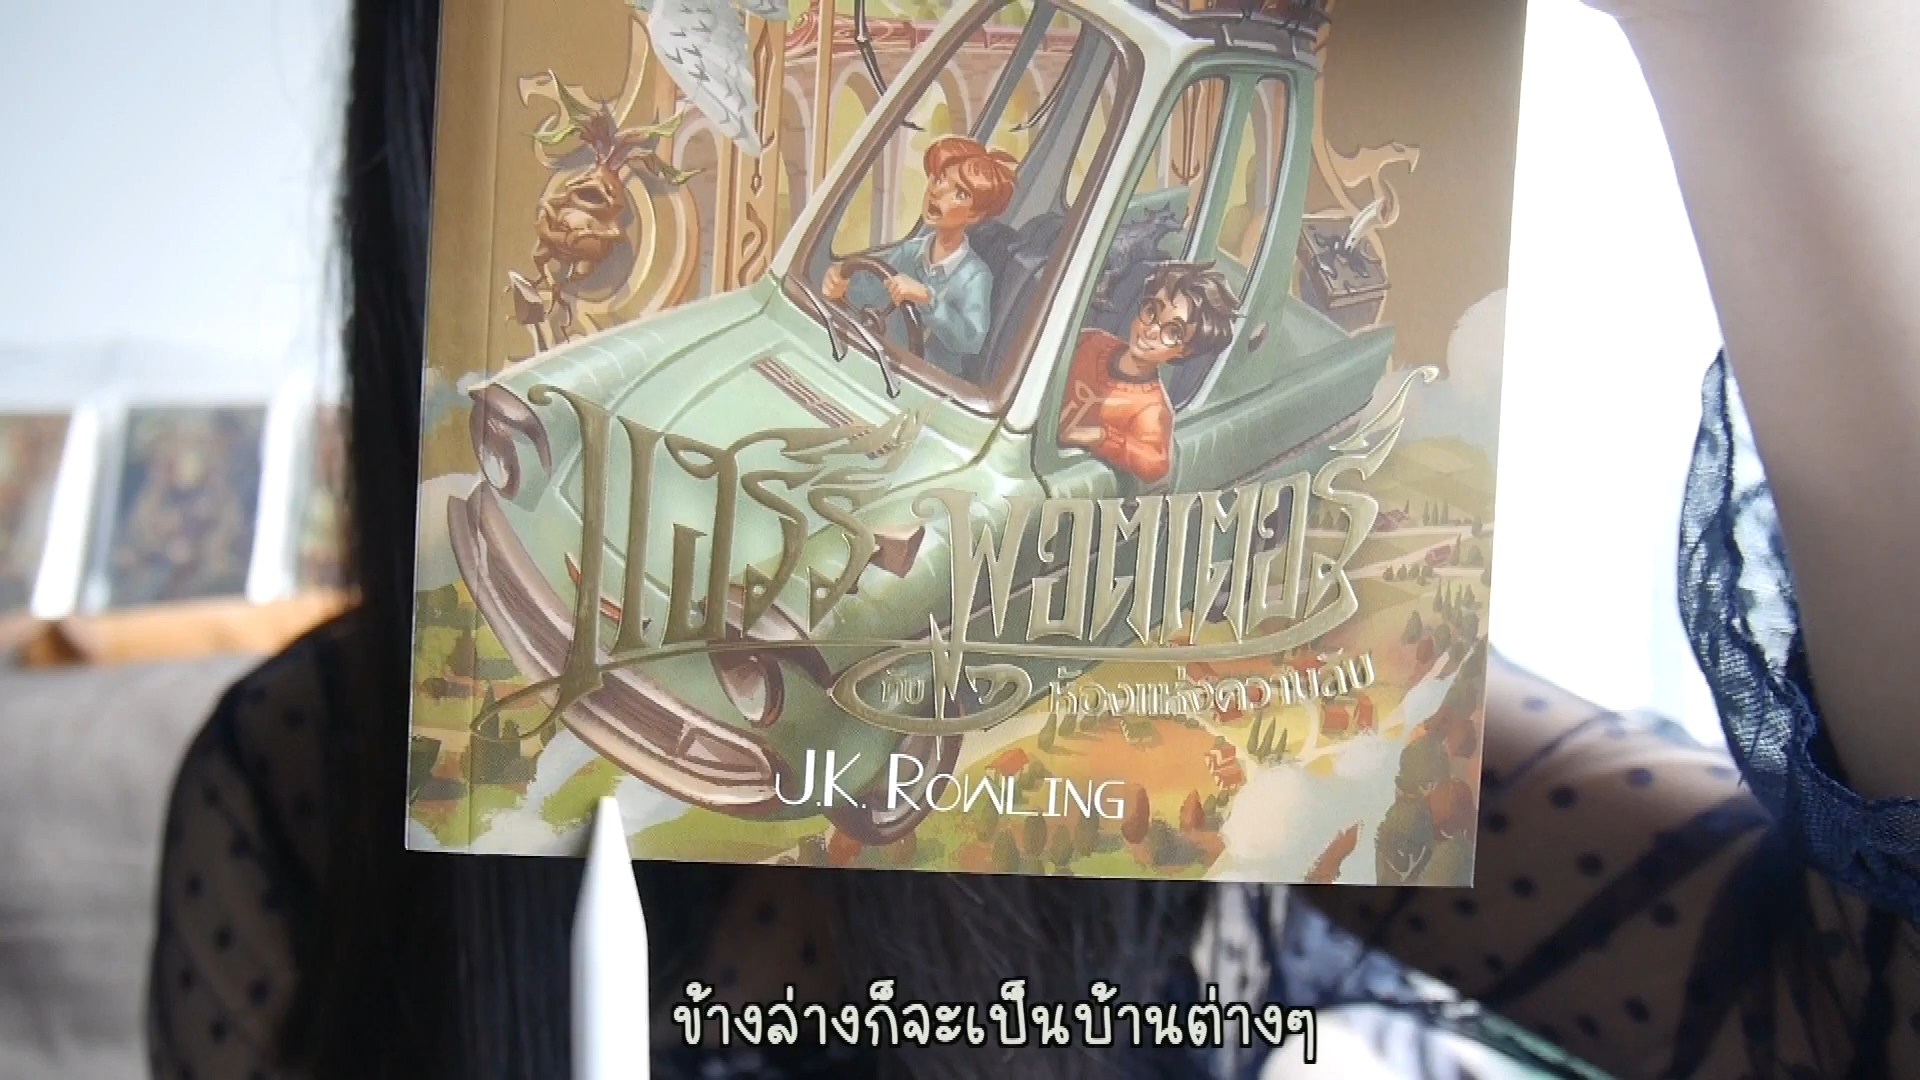 แฮร์รี่ พอตเตอร์
กับ ห้องแห่งความลับ
J.K. ROWLING
ข้างล่างก็จะเป็นบ้านต่างๆ